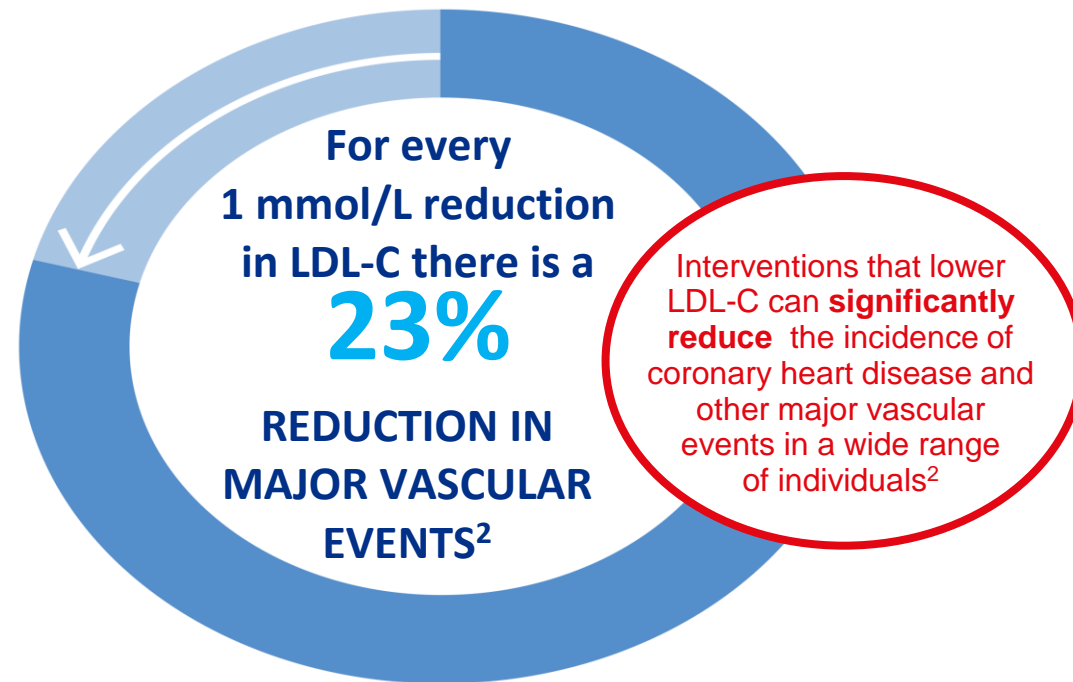 For every
1 mmol/L reduction
in LDL-C there is a
23%
REDUCTION IN
MAJOR VASCULAR
EVENTS²
Interventions that lower
LDL-C can significantly
reduce the incidence of
coronary heart disease and
other major vascular
events in a wide range
of individuals²